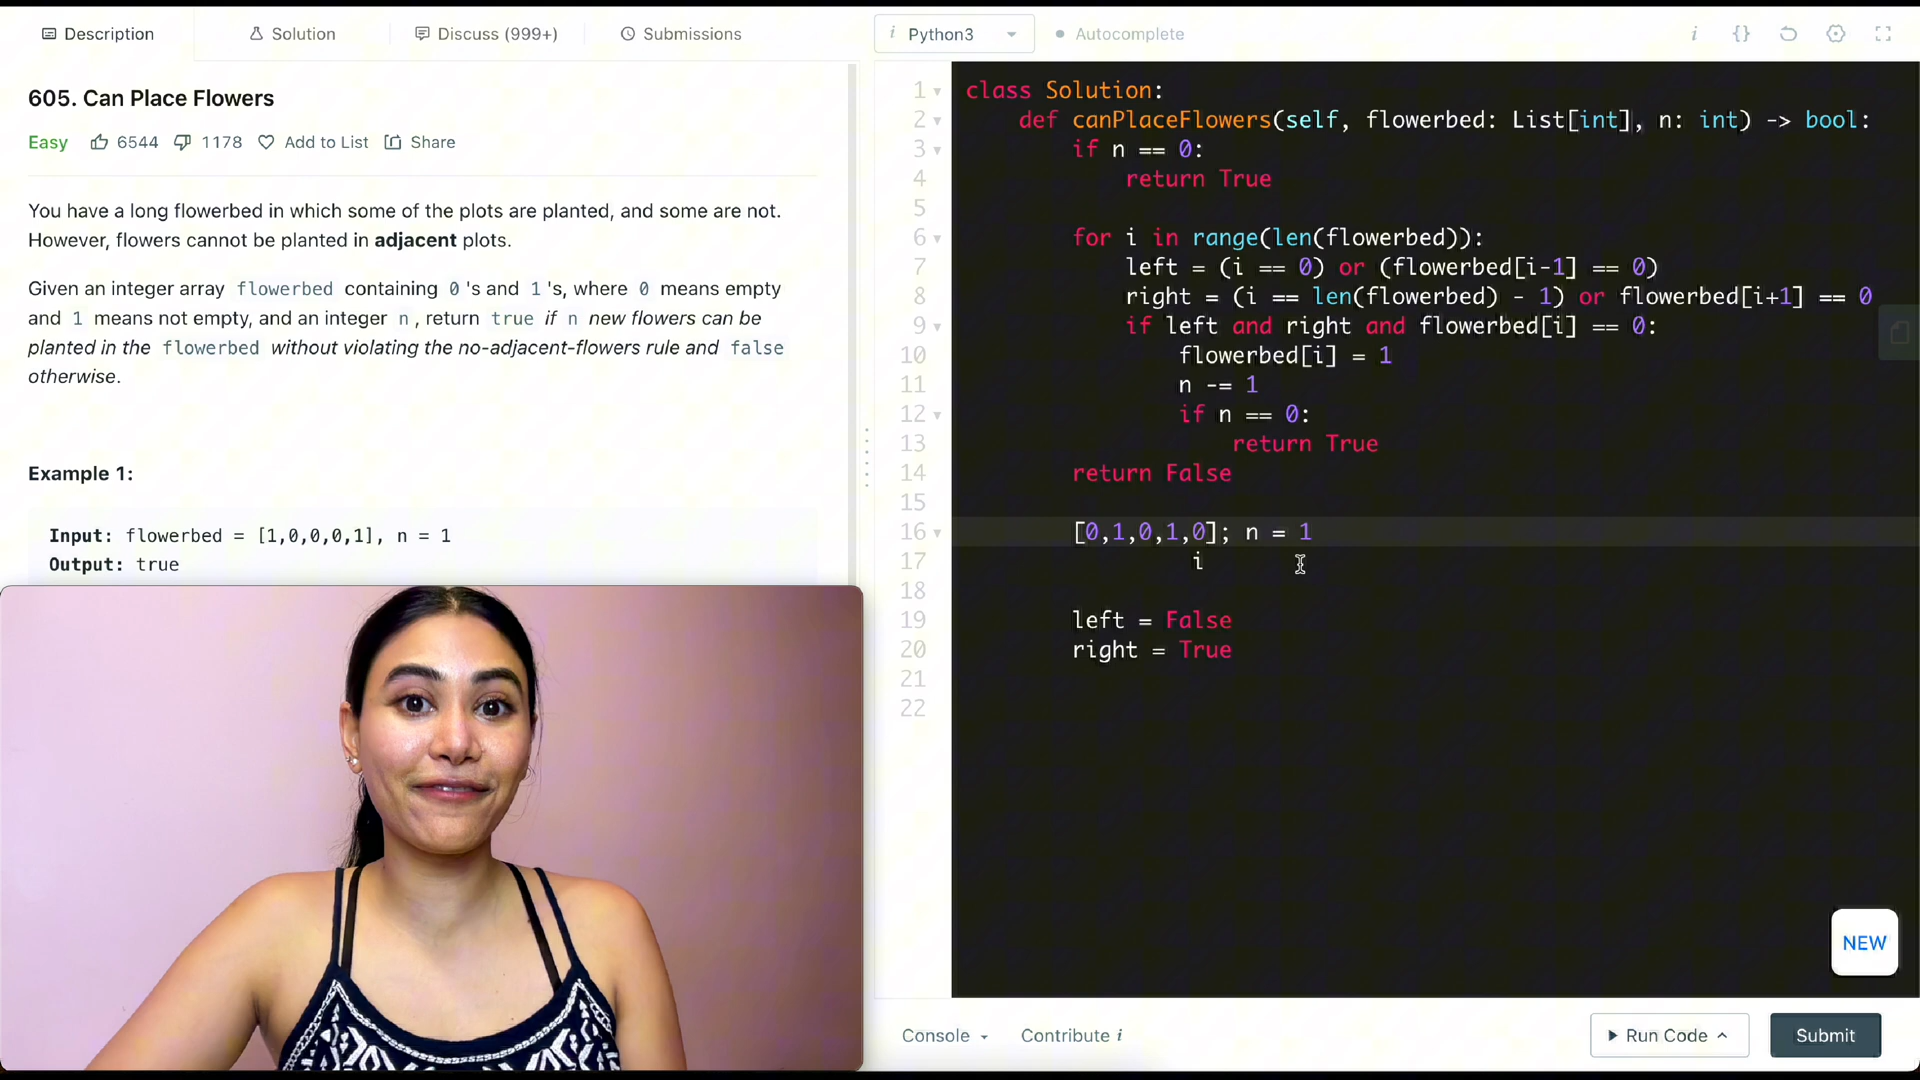 Description
Solution
Discuss (999+)
Submissions
i Python3
Autocomplete
i {}
605. Can Place Flowers
Easy 6544 1178 Add to List Share
You have a long flowerbed in which some of the plots are planted, and some are not.
However, flowers cannot be planted in adjacent plots.
Given an integer array flowerbed containing 0 's and 1 's, where 0 means empty
and 1 means not empty, and an integer n, return true if n new flowers can be
planted in the flowerbed without violating the no-adjacent-flowers rule and false
otherwise.
Example 1:
Input: flowerbed = [1,0,0,0,1], n = 1
Output: true
1 class Solution:
2 def canPlaceFlowers(self, flowerbed: List[int], n: int) -> bool:
3 if n == 0:
4 return True
5
6 for i in range(len(flowerbed)):
7 left = (i == 0) or (flowerbed[i-1] == 0)
8 right = (i == len(flowerbed) - 1) or flowerbed[i+1] == 0
9 if left and right and flowerbed[i] == 0:
10 flowerbed[i] = 1
11 n -= 1
12 if n == 0:
13 return True
14 return False
15
16 [0,1,0,1,0]; n = 1
17 i
18
19 left = False
20 right = True
21
22
NEW
Console
Contribute i
Run Code
Submit